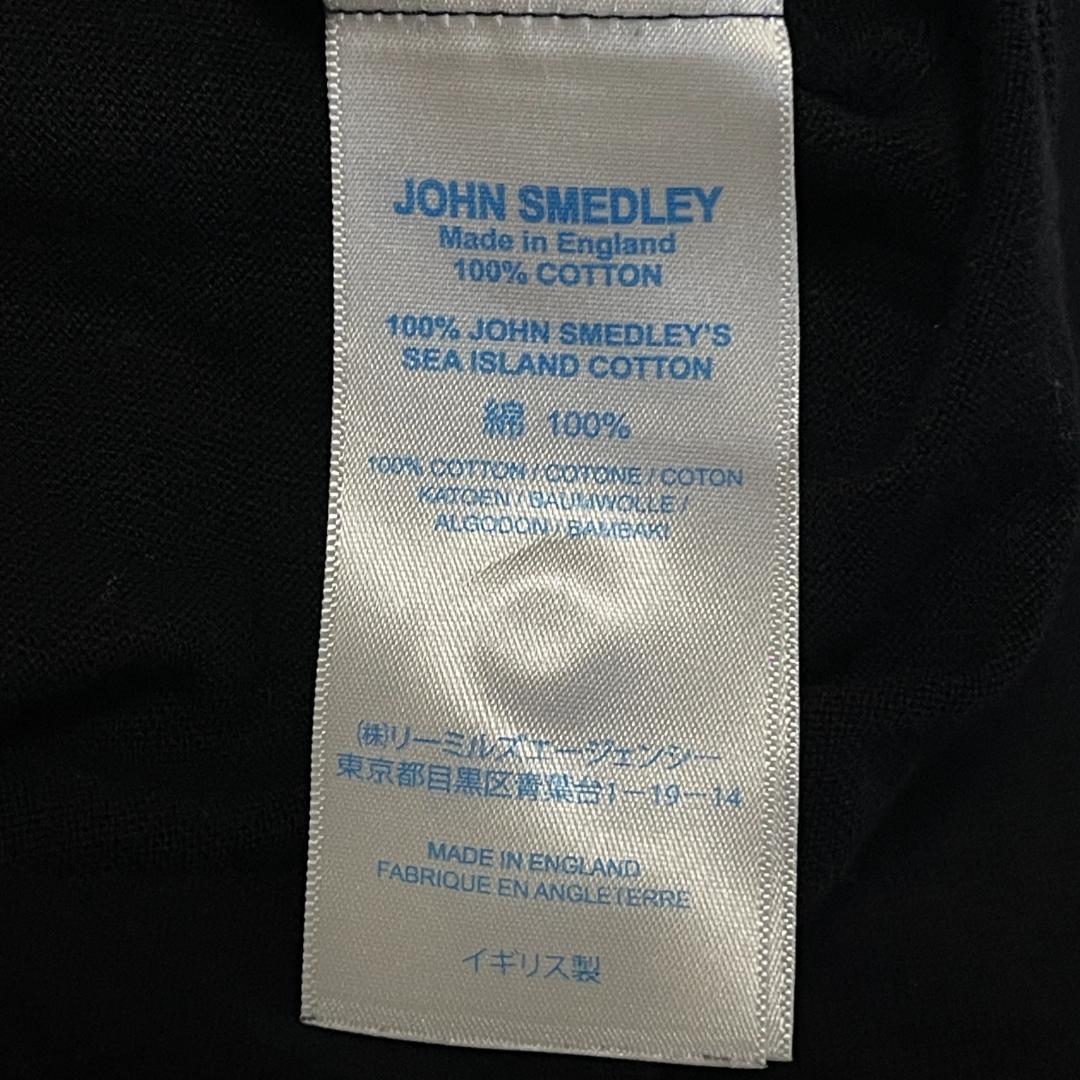 JOHN SMEDLEY
Made in England
100% COTTON
100% JOHN SMEDLEY'S
SEA ISLAND COTTON
綿 100%
100% COTTON / COTONE / COTON
KATOEN / BAUMWOLLE /
ALGODON / BAMBAKI
(株)リーミルズエージェンシー
東京都目黒区青葉台1-19-14
MADE IN ENGLAND
FABRIQUE EN ANGLETERRE
イギリス製